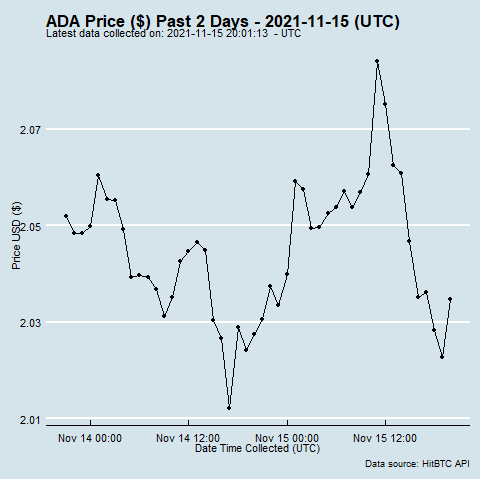 ADA Price ($) Past 2 Days - 2021-11-15 (UTC)
Latest data collected on: 2021-11-15 20:01:13 - UTC
Price USD ($)
2.07
2.05
2.03
2.01
Nov 14 00:00
Nov 14 12:00
Nov 15 00:00
Nov 15 12:00
Date Time Collected (UTC)
Data source: HitBTC API